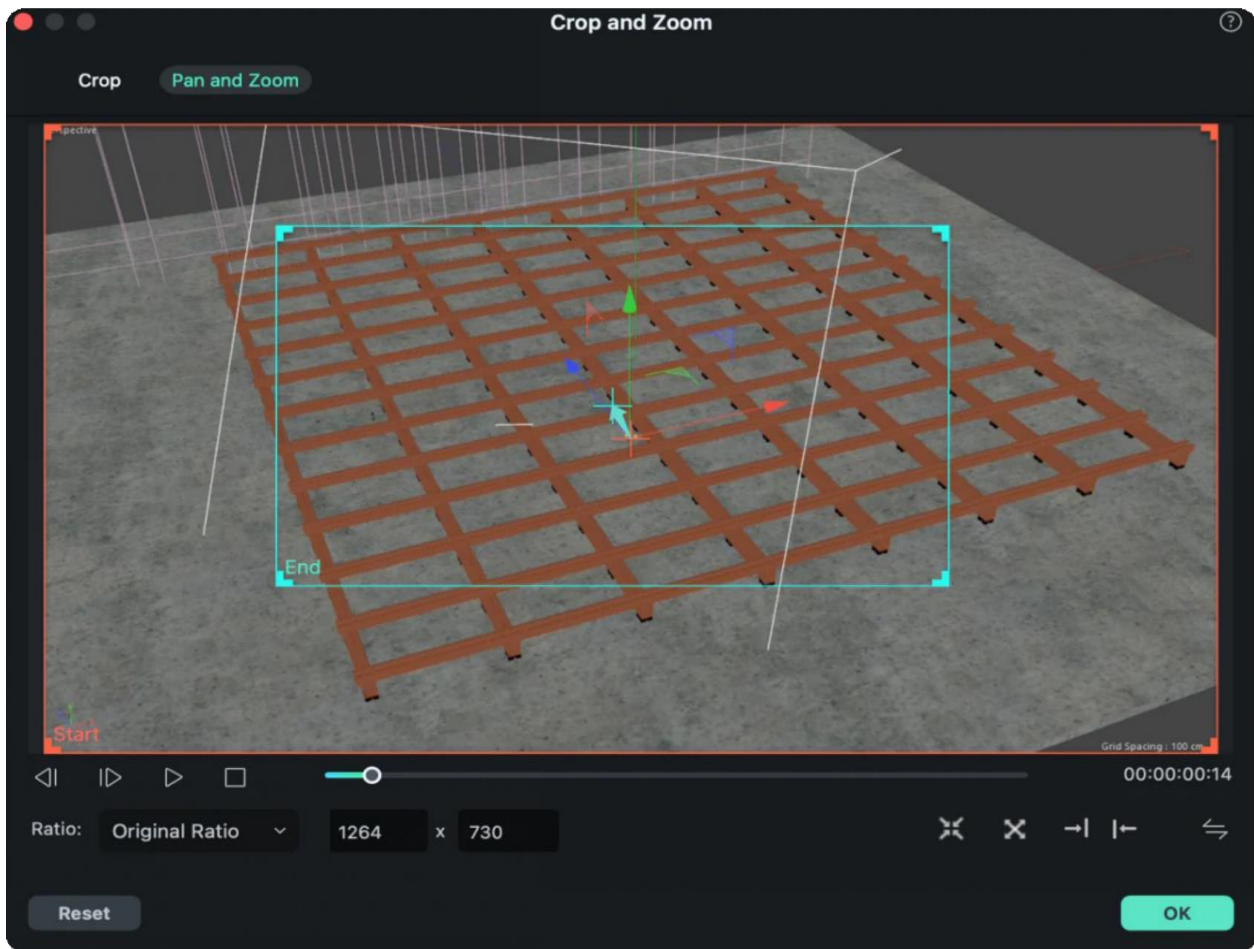 Crop and Zoom
Crop
Pan and Zoom
spective
End
Start
Grid Spacing : 100 cm
00:00:00:14
Ratio:
Original Ratio
1264 x 730
Reset
OK